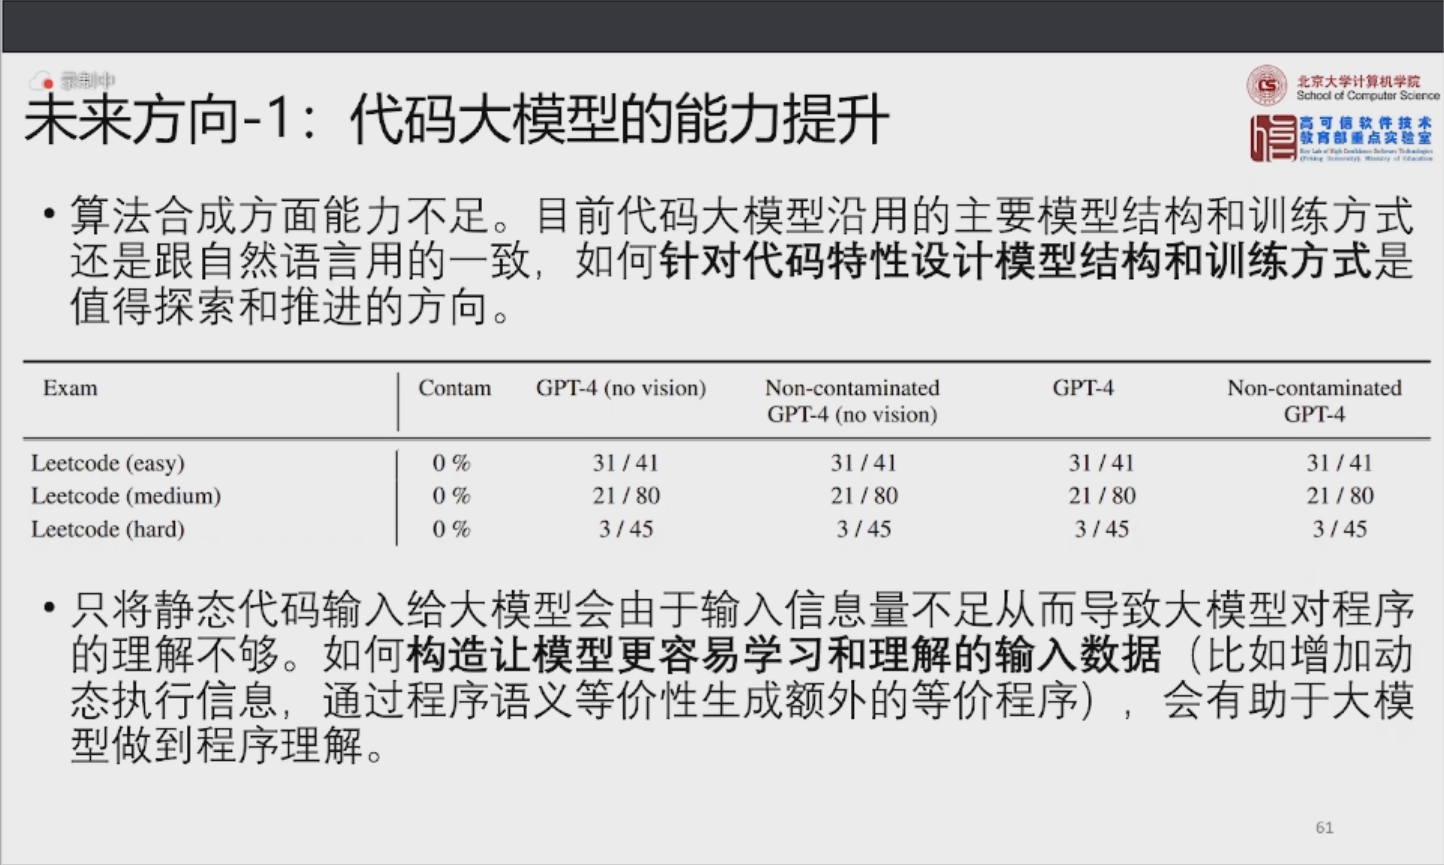 录制中
未来方向-1：代码大模型的能力提升
北京大学计算机学院
School of Computer Science
高可信软件技术
教育部重点实验室
Key Lab of High Confidence Software Technologies
(Peking University), Ministry of Education
• 算法合成方面能力不足。目前代码大模型沿用的主要模型结构和训练方式
还是跟自然语言用的一致，如何针对代码特性设计模型结构和训练方式是
值得探索和推进的方向。
Exam Contam GPT-4 (no vision) Non-contaminated GPT-4 Non-contaminated
GPT-4 (no vision) GPT-4
Leetcode (easy) 0 % 31 / 41 31 / 41 31 / 41 31 / 41
Leetcode (medium) 0 % 21 / 80 21 / 80 21 / 80 21 / 80
Leetcode (hard) 0 % 3 / 45 3 / 45 3 / 45 3 / 45
• 只将静态代码输入给大模型会由于输入信息量不足从而导致大模型对程序
的理解不够。如何构造让模型更容易学习和理解的输入数据（比如增加动
态执行信息，通过程序语义等价性生成额外的等价程序），会有助于大模
型做到程序理解。
61